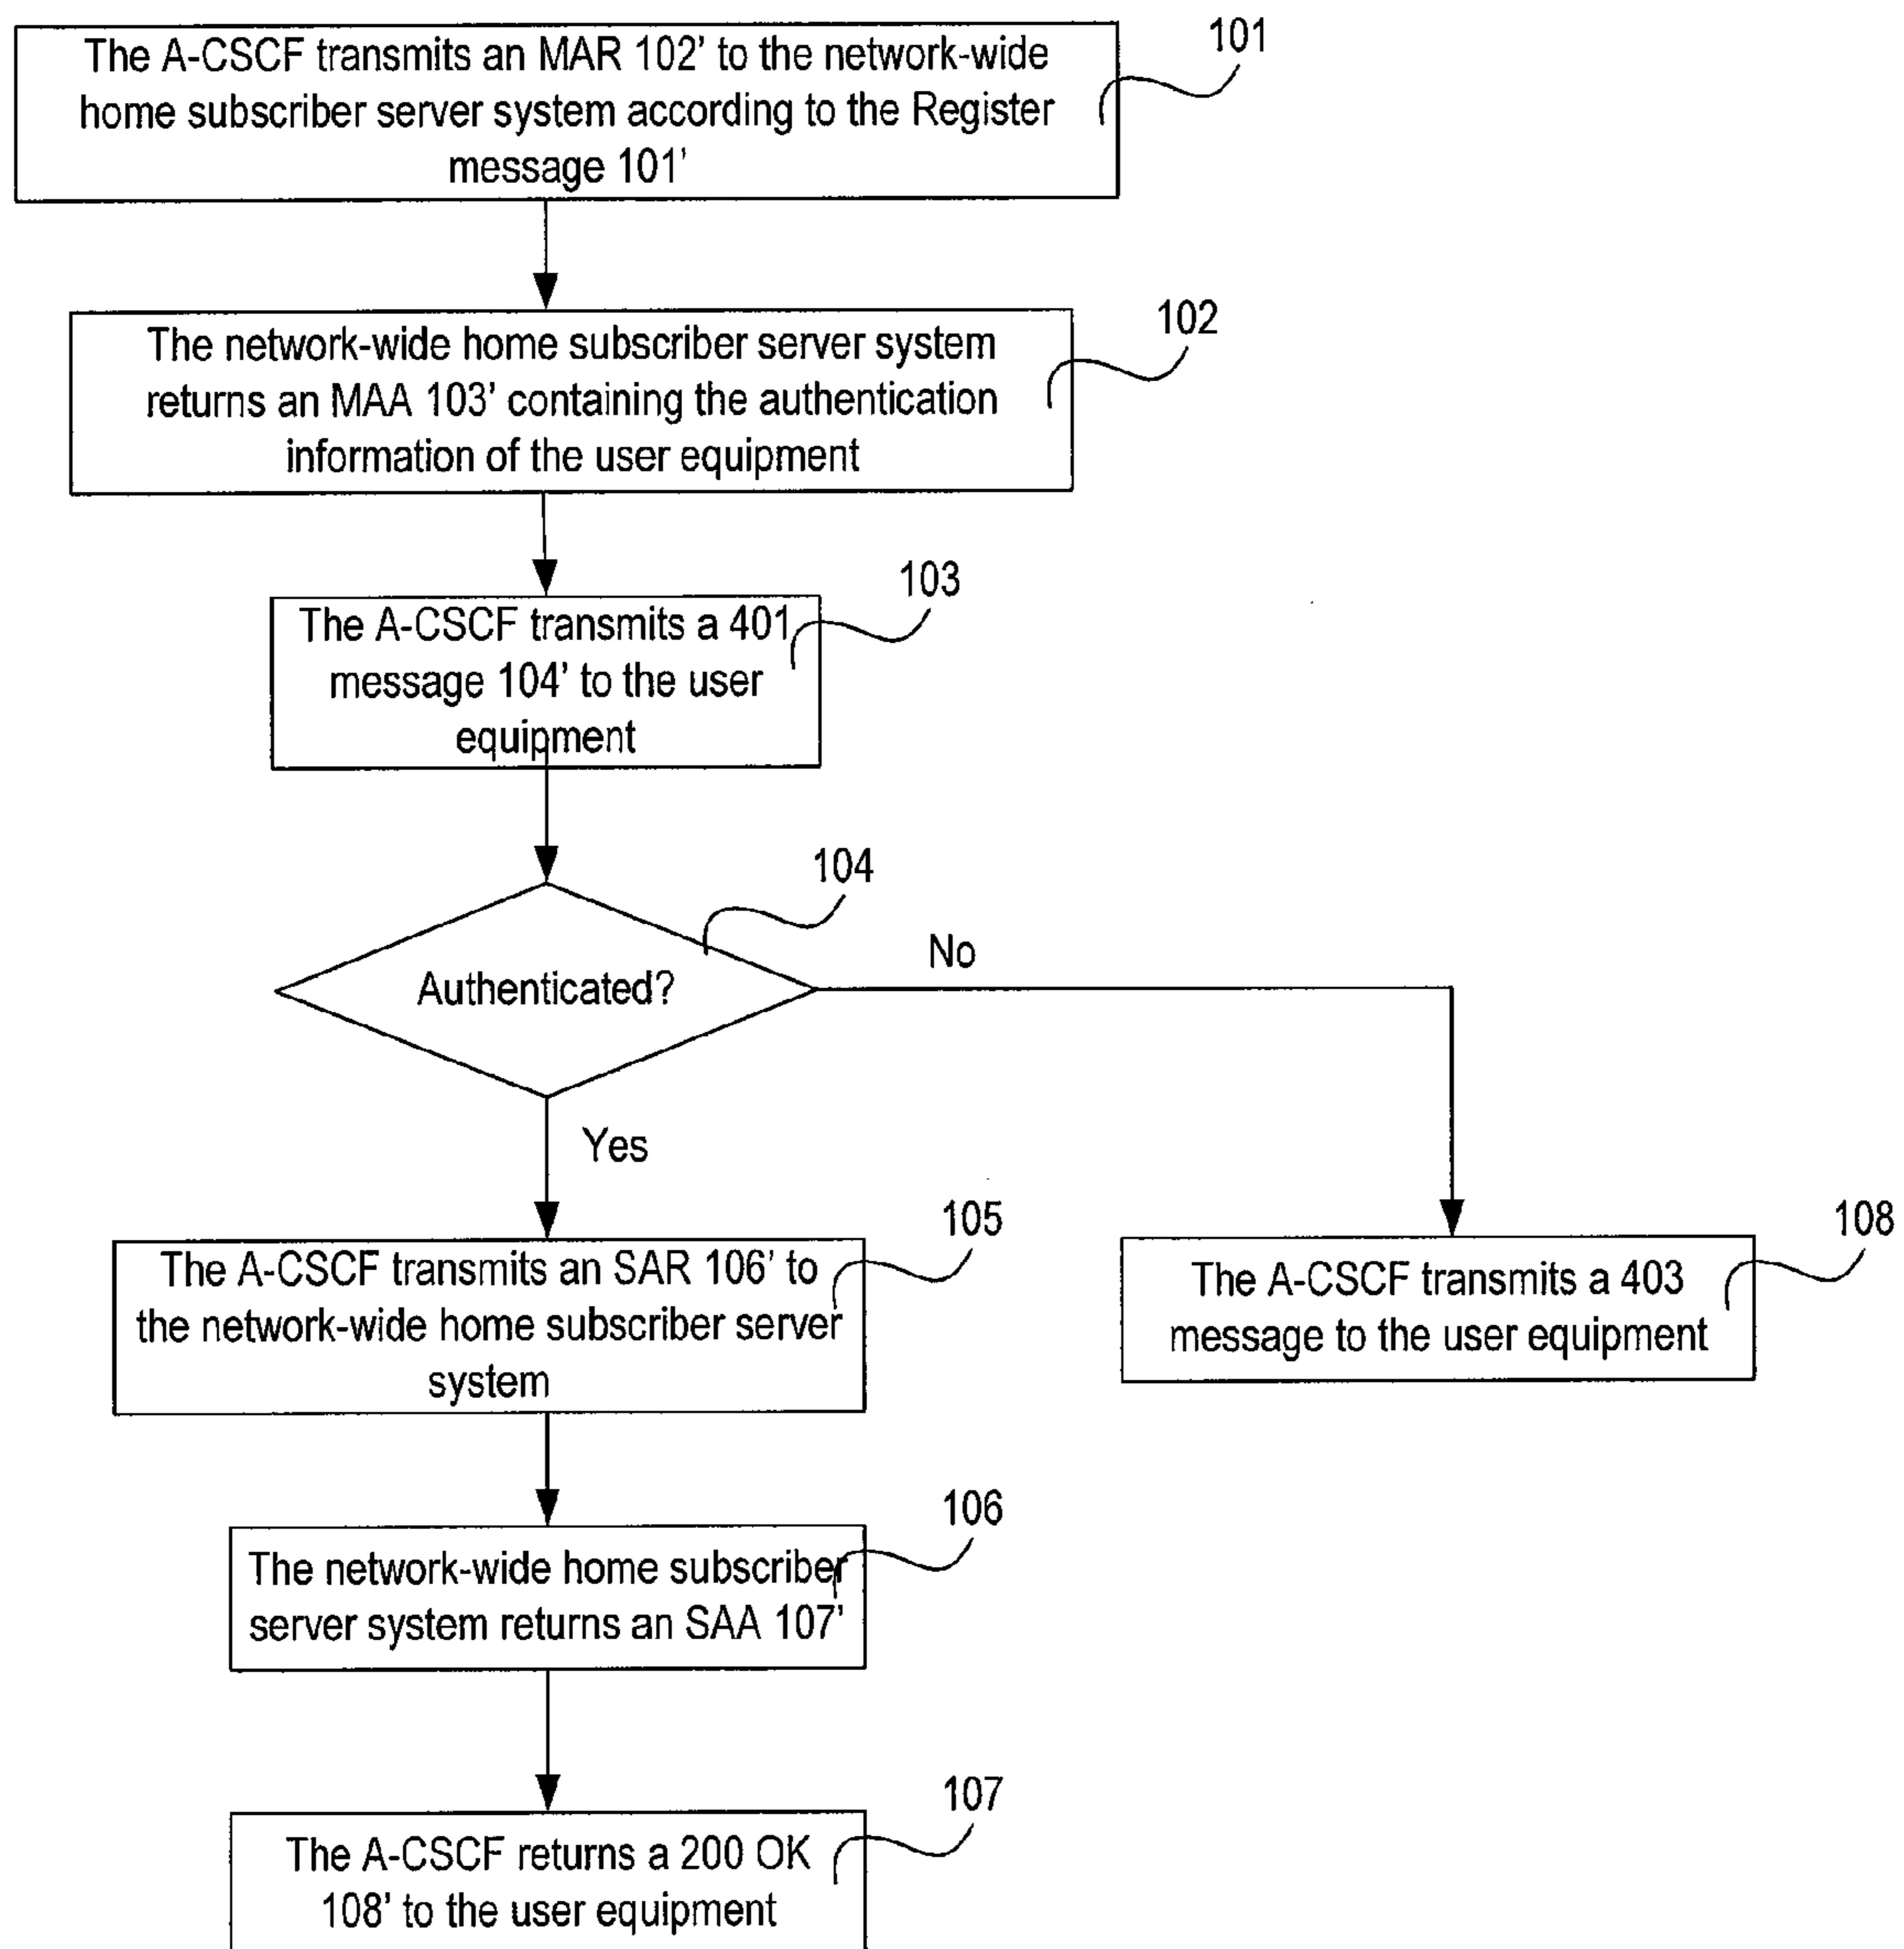 The A-CSCF transmits an MAR 102' to the network-wide
home subscriber server system according to the Register
message 101'
101
The network-wide home subscriber server system
returns an MAA 103' containing the authentication
information of the user equipment
102
The A-CSCF transmits a 401
message 104' to the user
equipment
103
Authenticated?
104
No
Yes
The A-CSCF transmits an SAR 106' to
the network-wide home subscriber server
system
105
The A-CSCF transmits a 403
message to the user equipment
108
The network-wide home subscriber
server system returns an SAA 107'
106
The A-CSCF returns a 200 OK
108' to the user equipment
107